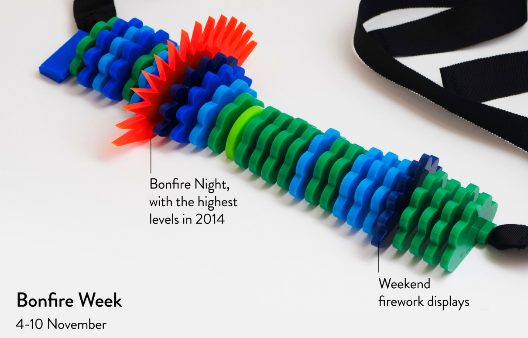 Bonfire Night,
with the highest
levels in 2014
Weekend
firework displays
Bonfire Week
4-10 November